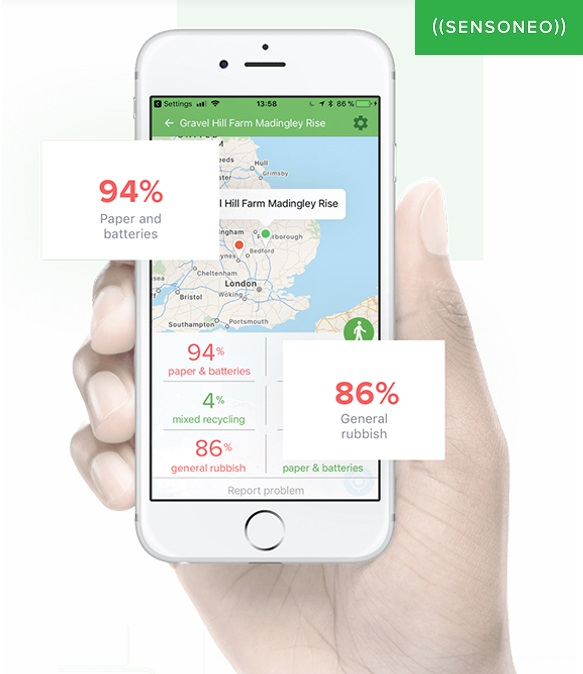 ((SENSONEO))
Settings 13:58 86 %
Gravel Hill Farm Madingley Rise
Hull
Grimsby
94%
Paper and
batteries
l Hill Farm Madingley Rise
Bedford
Cheltenham
London
Bristol
Woking
Southampton
Portsmouth
94%
paper & batteries
4%
mixed recycling
86%
general rubbish
86%
General
rubbish
paper & batteries
Report problem